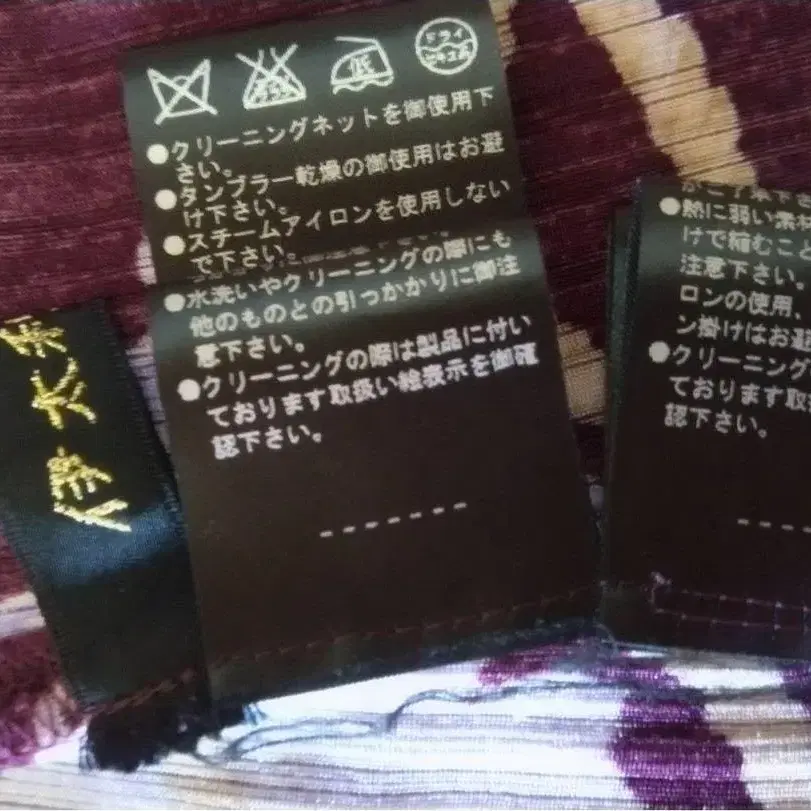 低
ドライ
●クリーニングネットを御使用下
さい。
●タンブラー乾燥の御使用はお避
け下さい。
●スチームアイロンを使用しない
で下さい。
●水洗いやクリーニングの際にも
他のものとの引っかかりに御注
意下さい。
●クリーニングの際は製品に付い
ております取扱い絵表示を御確
認下さい。
-------
●熱に弱い素
けで縮むこと
注意下さい。
ロンの使用、
ン掛けはお避
●クリーニング
ております取扱
認下さい。
伊太